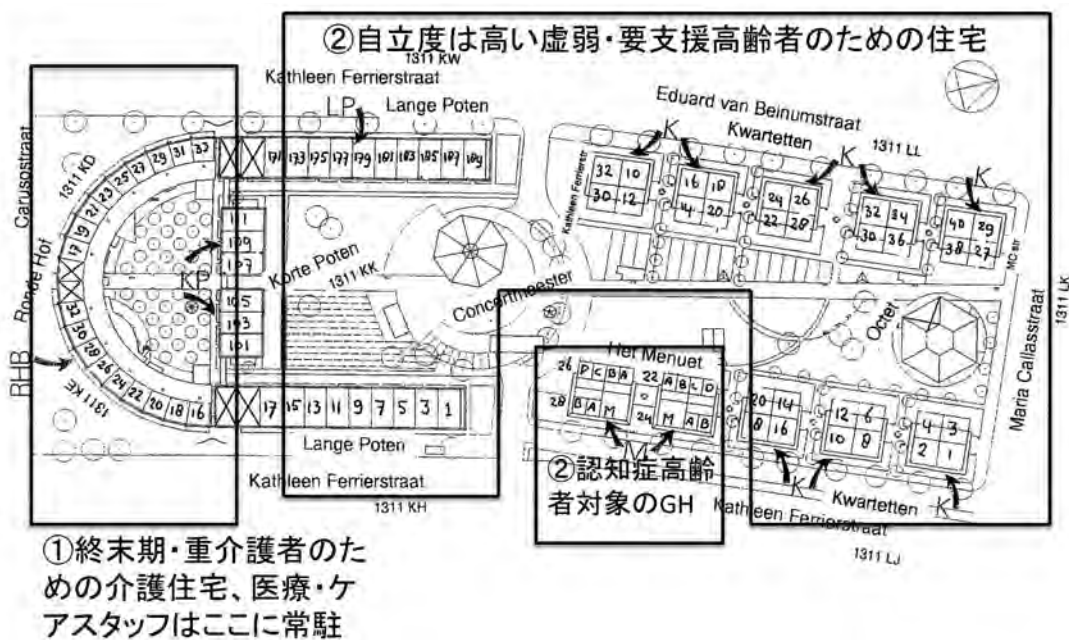 ②自立度は高い虚弱・要支援高齢者のための住宅
1311 KW
Kathleen Ferrierstraat
LP
Lange Poten
171 173 175 177 179 181 183 185 187 189
Eduard van Beinumstraat
Kwartetten
K
K
K
1311 LL
K
Kathleen Ferrierstr
32 10
30 12
16 18
14 20
24 26
22 28
32 34
30 36
40 29
38 27
MC str
Carusostraat
1311 KD
17 19 21 23 25 27 29 31 33
Ronde Hof
RHB
1311 KE
32 30 28 26 24 22 20 18 16
111
109
107
KP
105
103
101
Korte Poten
1311 KK
Concertmeester
Octet
Maria Callasstraat
1311 LK
17 15 13 11 9 7 5 3 1
Lange Poten
Kathleen Ferrierstraat
1311 KH
Het Menuet
26 D C B A
28 B A M
22 A B C D
24 M A B
M
②認知症高齢
者対象のGH
20 14
8 16
12 6
10 8
4 3
2 1
K
K
Kwartetten
Kathleen Ferrierstraat
1311 LJ
①終末期・重介護者のた
めの介護住宅、医療・ケ
アスタッフはここに常駐